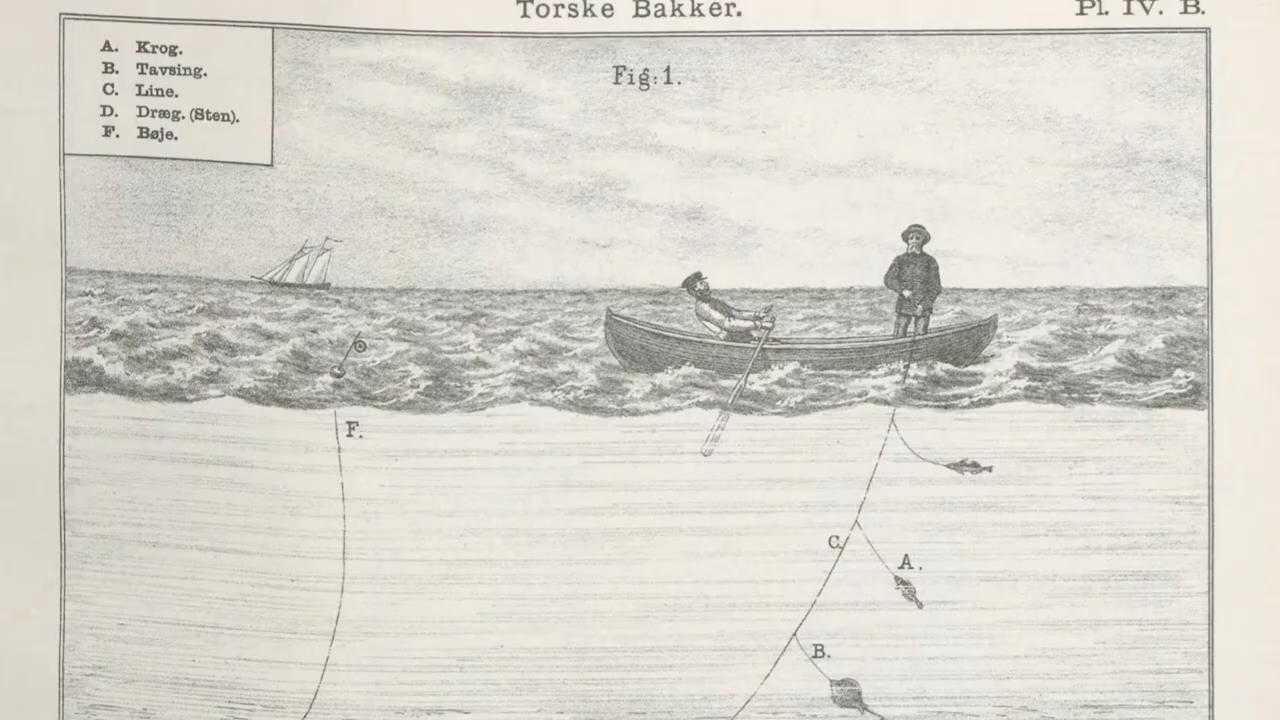 Torske Bakker.
Pl. IV. B.
A. Krog.
B. Tavsing.
C. Line.
D. Dræg. (Sten).
F. Bøje.
Fig: 1.
F.
C.
A.
B.